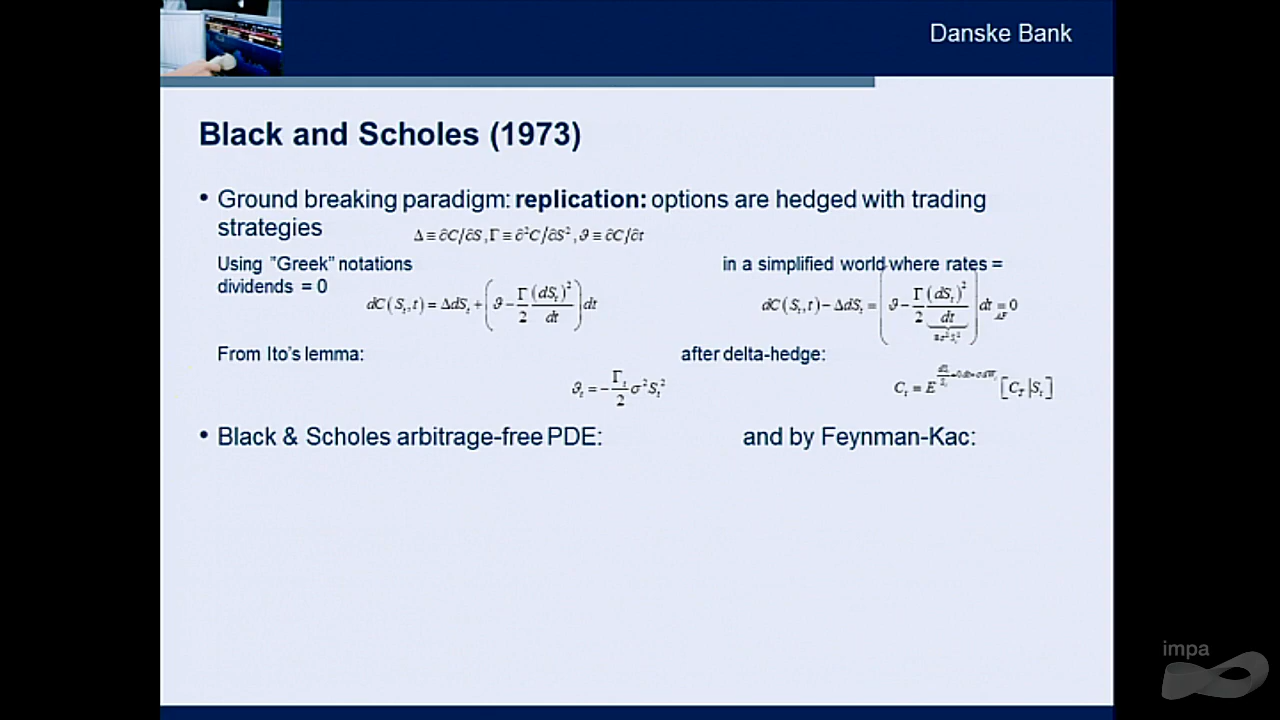 Danske Bank
Black and Scholes (1973)
• Ground breaking paradigm: replication: options are hedged with trading
strategies
Δ ≡ ∂C/∂S, Γ ≡ ∂²C/∂S², ϑ ≡ ∂C/∂t
Using "Greek" notations in a simplified world where rates =
dividends = 0
dC(S_t, t) = ΔdS_t + (ϑ − Γ/2 (dS_t)²/dt) dt
dC(S_t, t) − ΔdS_t = (ϑ − Γ/2 (dS_t)²/dt) dt = 0
From Ito's lemma: after delta-hedge:
ϑ_t = −Γ_t/2 σ²S_t²
C_t = E [C_T|S_t]
• Black & Scholes arbitrage-free PDE: and by Feynman-Kac:
impa